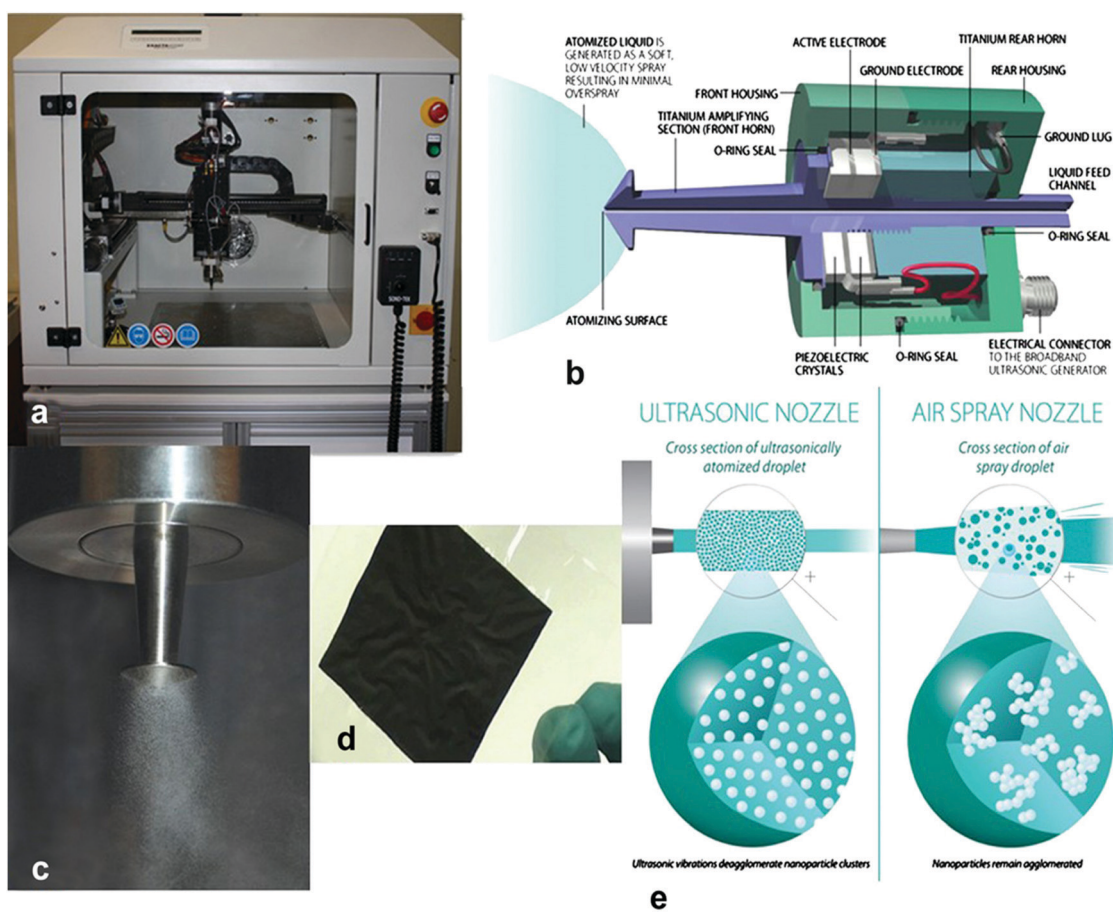 EXACTACOAT
SONO-TEK
a
ATOMIZED LIQUID IS
GENERATED AS A SOFT,
LOW VELOCITY SPRAY
RESULTING IN MINIMAL
OVERSPRAY
ACTIVE ELECTRODE
TITANIUM REAR HORN
GROUND ELECTRODE
REAR HOUSING
FRONT HOUSING
TITANIUM AMPLIFYING
SECTION (FRONT HORN)
GROUND LUG
O-RING SEAL
LIQUID FEED
CHANNEL
O-RING SEAL
ATOMIZING SURFACE
PIEZOELECTRIC
CRYSTALS
O-RING SEAL
ELECTRICAL CONNECTOR
TO THE BROADBAND
ULTRASONIC GENERATOR
b
c
d
ULTRASONIC NOZZLE
Cross section of ultrasonically
atomized droplet
AIR SPRAY NOZZLE
Cross section of air
spray droplet
Ultrasonic vibrations deagglomerate nanoparticle clusters
Nanoparticles remain agglomerated
e